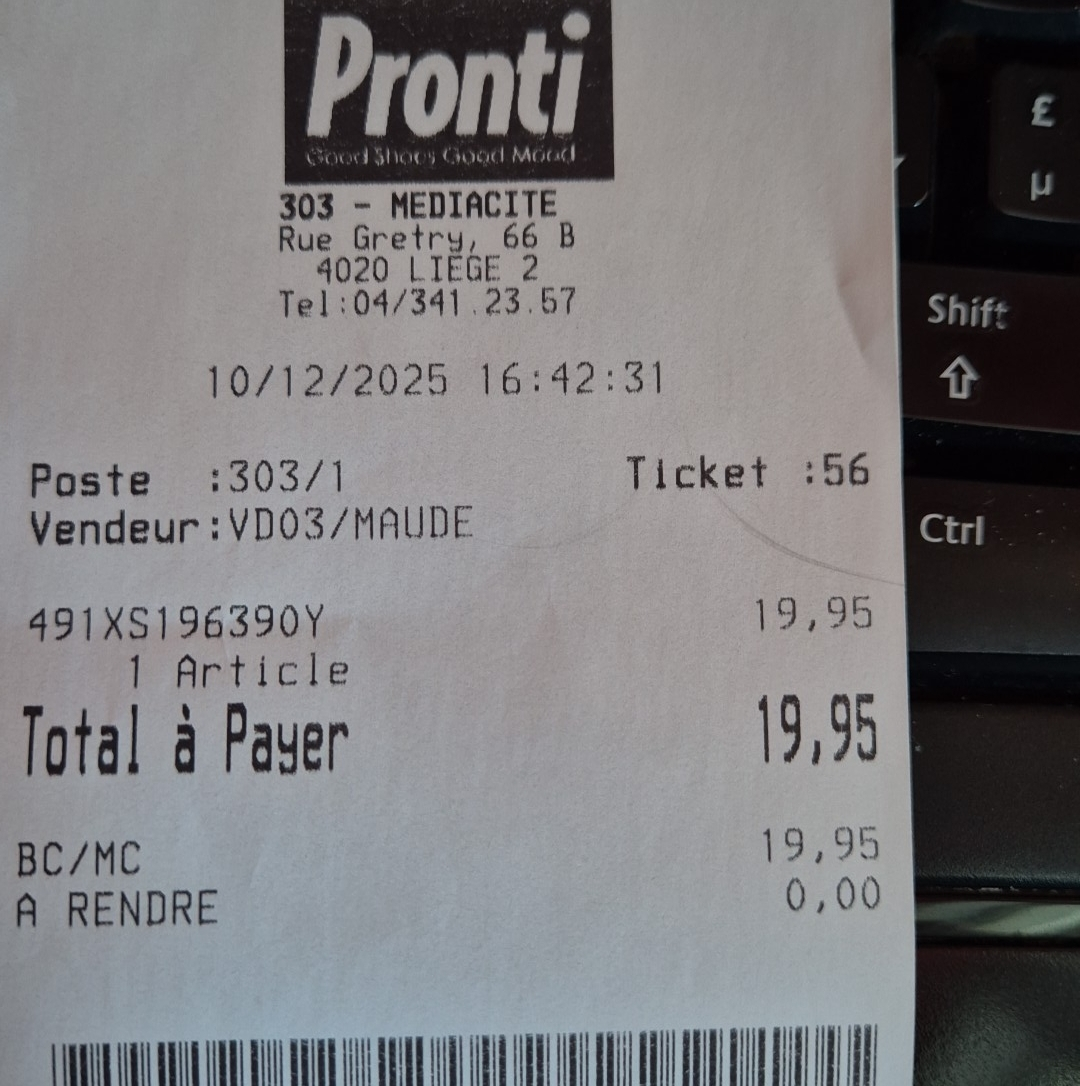 Pronti
Good Shoes Good Mood
303 - MEDIACITE
Rue Gretry, 66 B
4020 LIEGE 2
Tel:04/341.23.57
10/12/2025 16:42:31
Poste :303/1 Ticket :56
Vendeur:VD03/MAUDE
491XS196390Y 19,95
1 Article
Total à Payer 19,95
BC/MC 19,95
A RENDRE 0,00
£
µ
Shift
Ctrl